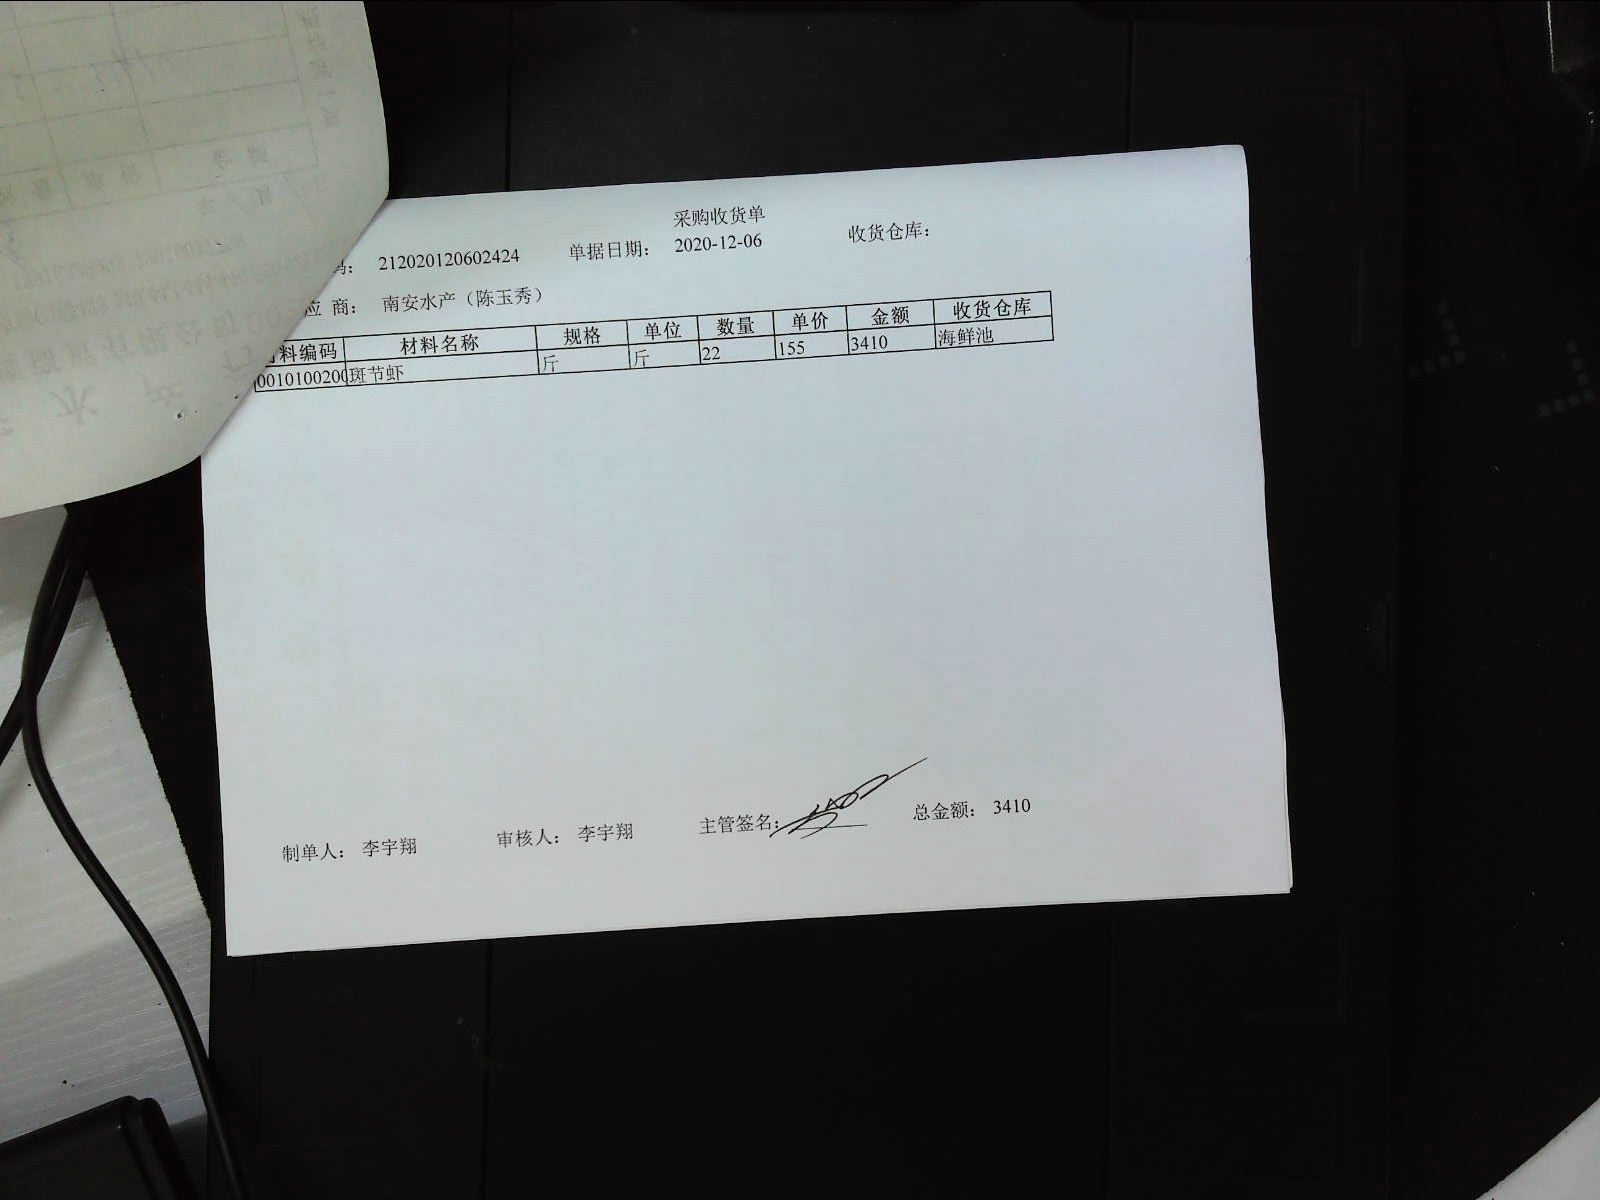 采购收货单
码： 212020120602424 单据日期： 2020-12-06 收货仓库：
应 商： 南安水产（陈玉秀）
料编码 材料名称 规格 单位 数量 单价 金额 收货仓库
0010100200 斑节虾 斤 斤 22 155 3410 海鲜池
制单人： 李宇翔 审核人： 李宇翔 主管签名： 总金额： 3410